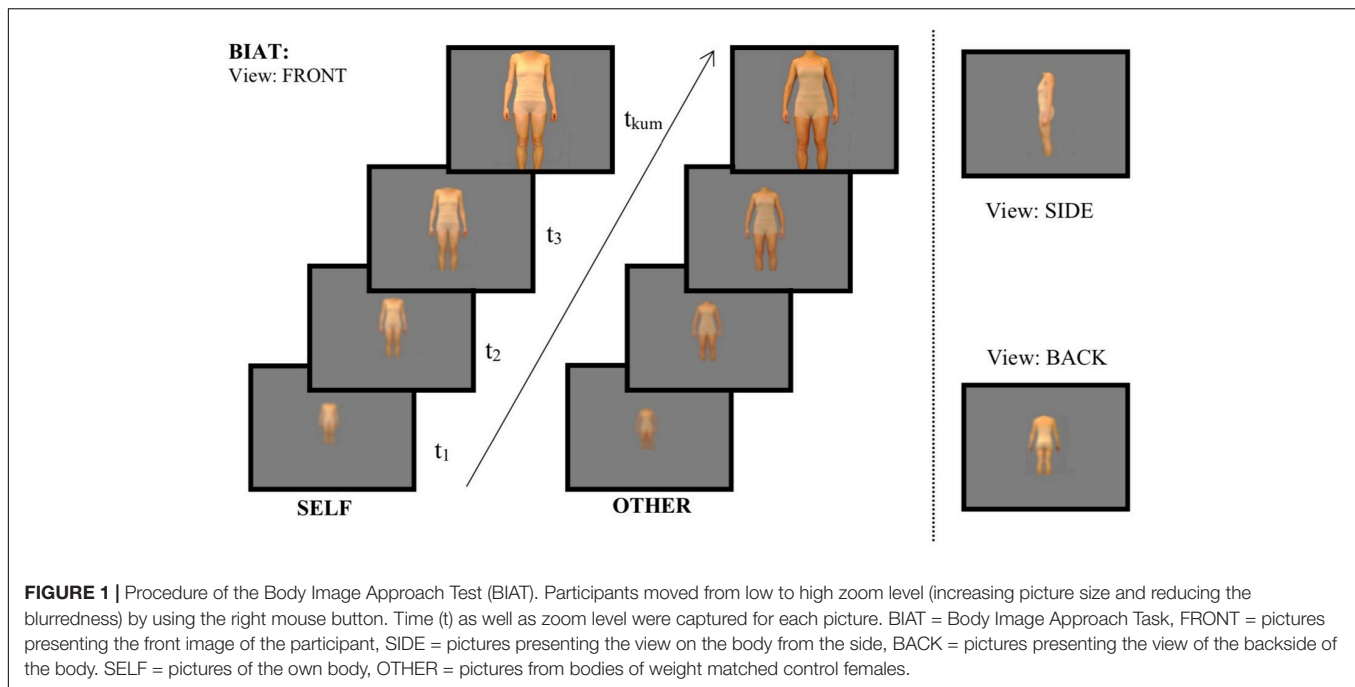 BIAT:
View: FRONT
t_kum
t_3
t_2
t_1
SELF
OTHER
View: SIDE
View: BACK
FIGURE 1 | Procedure of the Body Image Approach Test (BIAT). Participants moved from low to high zoom level (increasing picture size and reducing the
blurredness) by using the right mouse button. Time (t) as well as zoom level were captured for each picture. BIAT = Body Image Approach Task, FRONT = pictures
presenting the front image of the participant, SIDE = pictures presenting the view on the body from the side, BACK = pictures presenting the view of the backside of
the body. SELF = pictures of the own body, OTHER = pictures from bodies of weight matched control females.